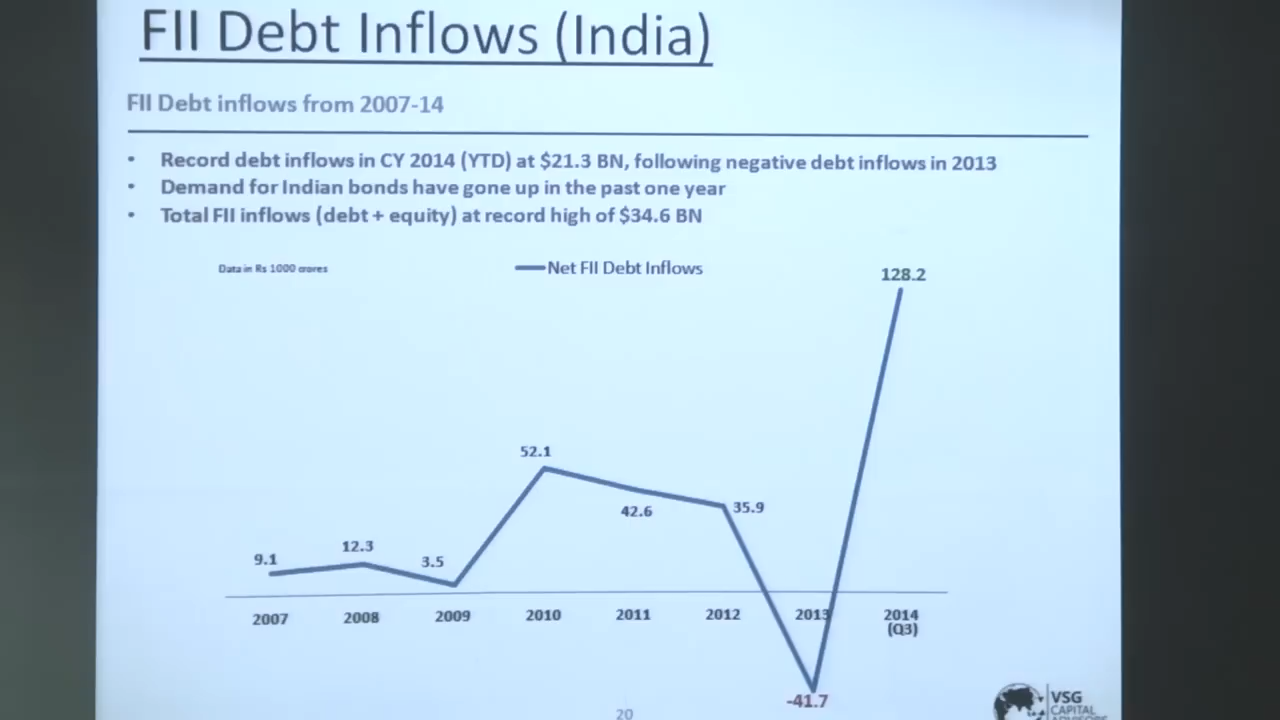 FII Debt Inflows (India)
FII Debt inflows from 2007-14
• Record debt inflows in CY 2014 (YTD) at $21.3 BN, following negative debt inflows in 2013
• Demand for Indian bonds have gone up in the past one year
• Total FII inflows (debt + equity) at record high of $34.6 BN
Data in Rs 1000 crores
Net FII Debt Inflows
128.2
52.1
42.6
35.9
9.1
12.3
3.5
2007 2008 2009 2010 2011 2012 2013 2014
(Q3)
-41.7
20
VSG
CAPITAL
ADVISORS